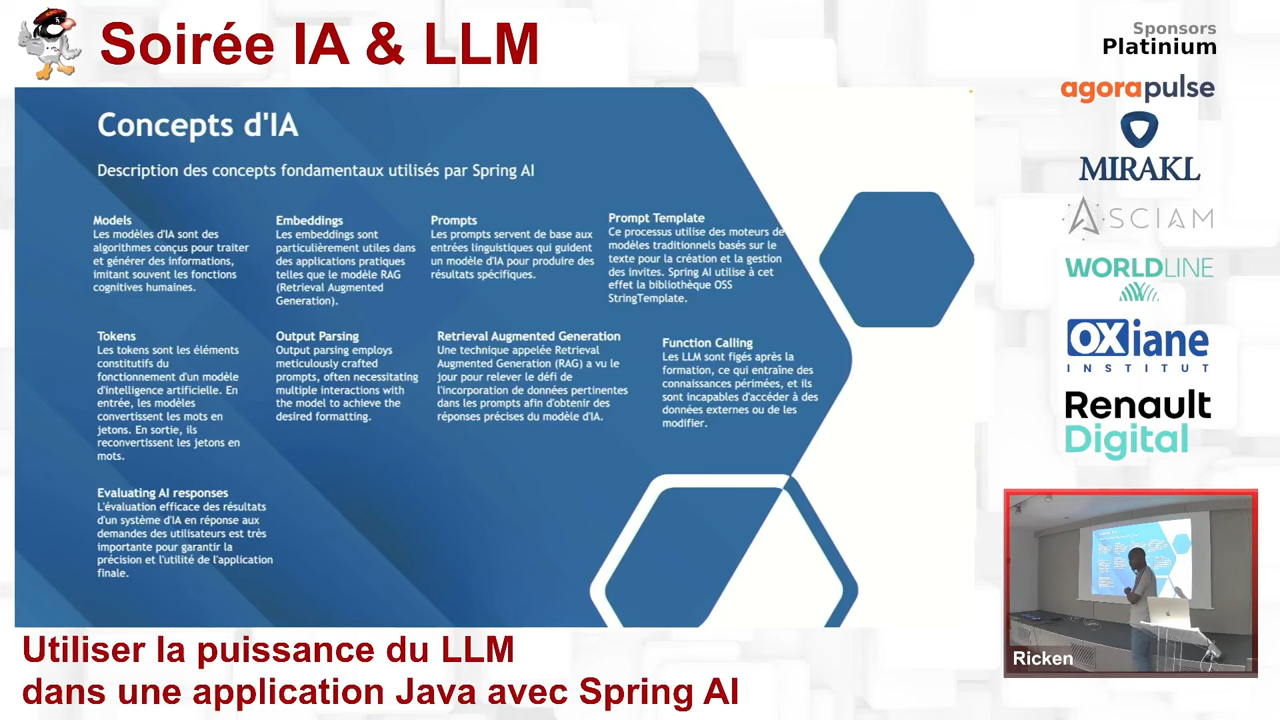 Soirée IA & LLM
Sponsors
Platinium
agorapulse
MIRAKL
ASCIAM
WORLDLINE
OXiane
INSTITUT
Renault
Digital
Concepts d'IA
Description des concepts fondamentaux utilisés par Spring AI
Models
Les modèles d'IA sont des
algorithmes conçus pour traiter
et générer des informations,
imitant souvent les fonctions
cognitives humaines.
Embeddings
Les embeddings sont
particulièrement utiles dans
des applications pratiques
telles que le modèle RAG
(Retrieval Augmented
Generation).
Prompts
Les prompts servent de base aux
entrées linguistiques qui guident
un modèle d'IA pour produire des
résultats spécifiques.
Prompt Template
Ce processus utilise des moteurs de
modèles traditionnels basés sur le
texte pour la création et la gestion
des invites. Spring AI utilise à cet
effet la bibliothèque OSS
StringTemplate.
Tokens
Les tokens sont les éléments
constitutifs du
fonctionnement d'un modèle
d'intelligence artificielle. En
entrée, les modèles
convertissent les mots en
jetons. En sortie, ils
reconvertissent les jetons en
mots.
Output Parsing
Output parsing employs
meticulously crafted
prompts, often necessitating
multiple interactions with
the model to achieve the
desired formatting.
Retrieval Augmented Generation
Une technique appelée Retrieval
Augmented Generation (RAG) a vu le
jour pour relever le défi de
l'incorporation de données pertinentes
dans les prompts afin d'obtenir des
réponses précises du modèle d'IA.
Function Calling
Les LLM sont figés après la
formation, ce qui entraîne des
connaissances périmées, et ils
sont incapables d'accéder à des
données externes ou de les
modifier.
Evaluating AI responses
L'évaluation efficace des résultats
d'un système d'IA en réponse aux
demandes des utilisateurs est très
importante pour garantir la
précision et l'utilité de l'application
finale.
Ricken
Utiliser la puissance du LLM
dans une application Java avec Spring AI